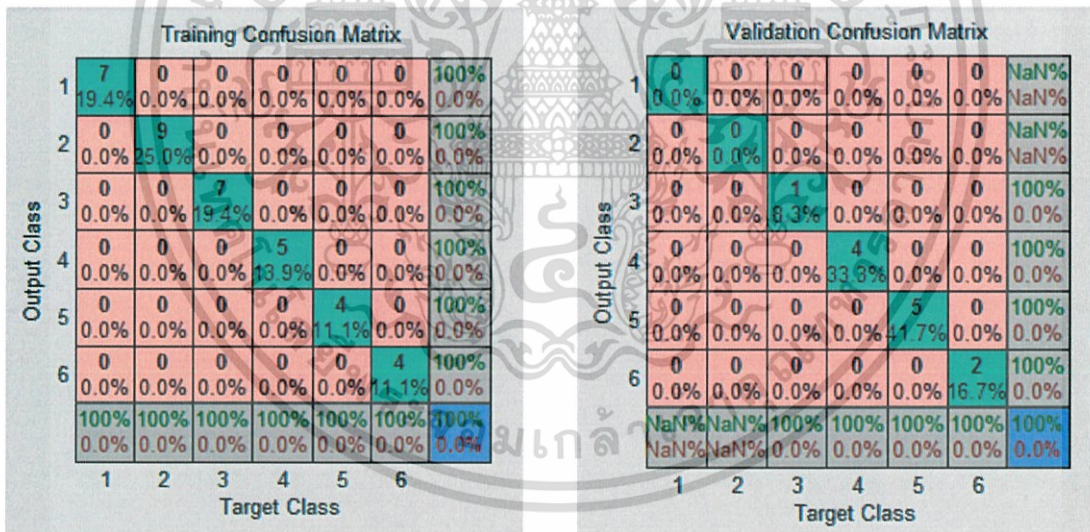 Training Confusion Matrix
Output Class
1
7 0 0 0 0 0 100%
19.4% 0.0% 0.0% 0.0% 0.0% 0.0% 0.0%
2
0 9 0 0 0 0 100%
0.0% 25.0% 0.0% 0.0% 0.0% 0.0% 0.0%
3
0 0 7 0 0 0 100%
0.0% 0.0% 19.4% 0.0% 0.0% 0.0% 0.0%
4
0 0 0 5 0 0 100%
0.0% 0.0% 0.0% 13.9% 0.0% 0.0% 0.0%
5
0 0 0 0 4 0 100%
0.0% 0.0% 0.0% 0.0% 11.1% 0.0% 0.0%
6
0 0 0 0 0 4 100%
0.0% 0.0% 0.0% 0.0% 0.0% 11.1% 0.0%
100% 100% 100% 100% 100% 100% 100%
0.0% 0.0% 0.0% 0.0% 0.0% 0.0% 0.0%
1 2 3 4 5 6
Target Class
Validation Confusion Matrix
Output Class
1
0 0 0 0 0 0 NaN%
0.0% 0.0% 0.0% 0.0% 0.0% 0.0% NaN%
2
0 0 0 0 0 0 NaN%
0.0% 0.0% 0.0% 0.0% 0.0% 0.0% NaN%
3
0 0 1 0 0 0 100%
0.0% 0.0% 8.3% 0.0% 0.0% 0.0% 0.0%
4
0 0 0 4 0 0 100%
0.0% 0.0% 0.0% 33.3% 0.0% 0.0% 0.0%
5
0 0 0 0 5 0 100%
0.0% 0.0% 0.0% 0.0% 41.7% 0.0% 0.0%
6
0 0 0 0 0 2 100%
0.0% 0.0% 0.0% 0.0% 0.0% 16.7% 0.0%
NaN% NaN% 100% 100% 100% 100% 100%
NaN% NaN% 0.0% 0.0% 0.0% 0.0% 0.0%
1 2 3 4 5 6
Target Class